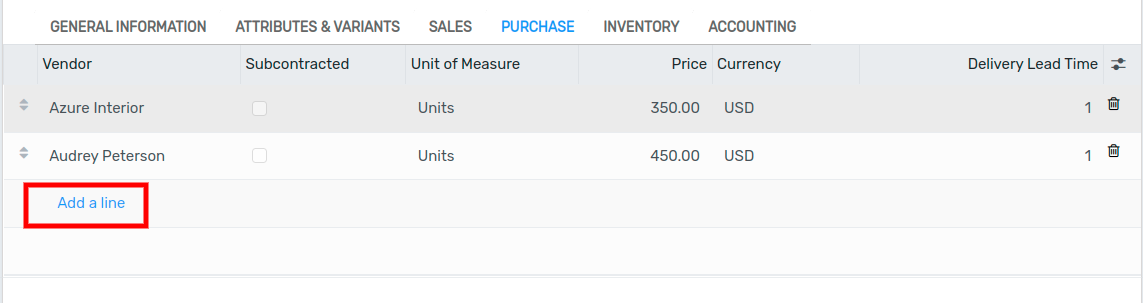 GENERAL INFORMATION ATTRIBUTES & VARIANTS SALES PURCHASE INVENTORY ACCOUNTING
Vendor Subcontracted Unit of Measure Price Currency Delivery Lead Time
Azure Interior Units 350.00 USD 1
Audrey Peterson Units 450.00 USD 1
Add a line